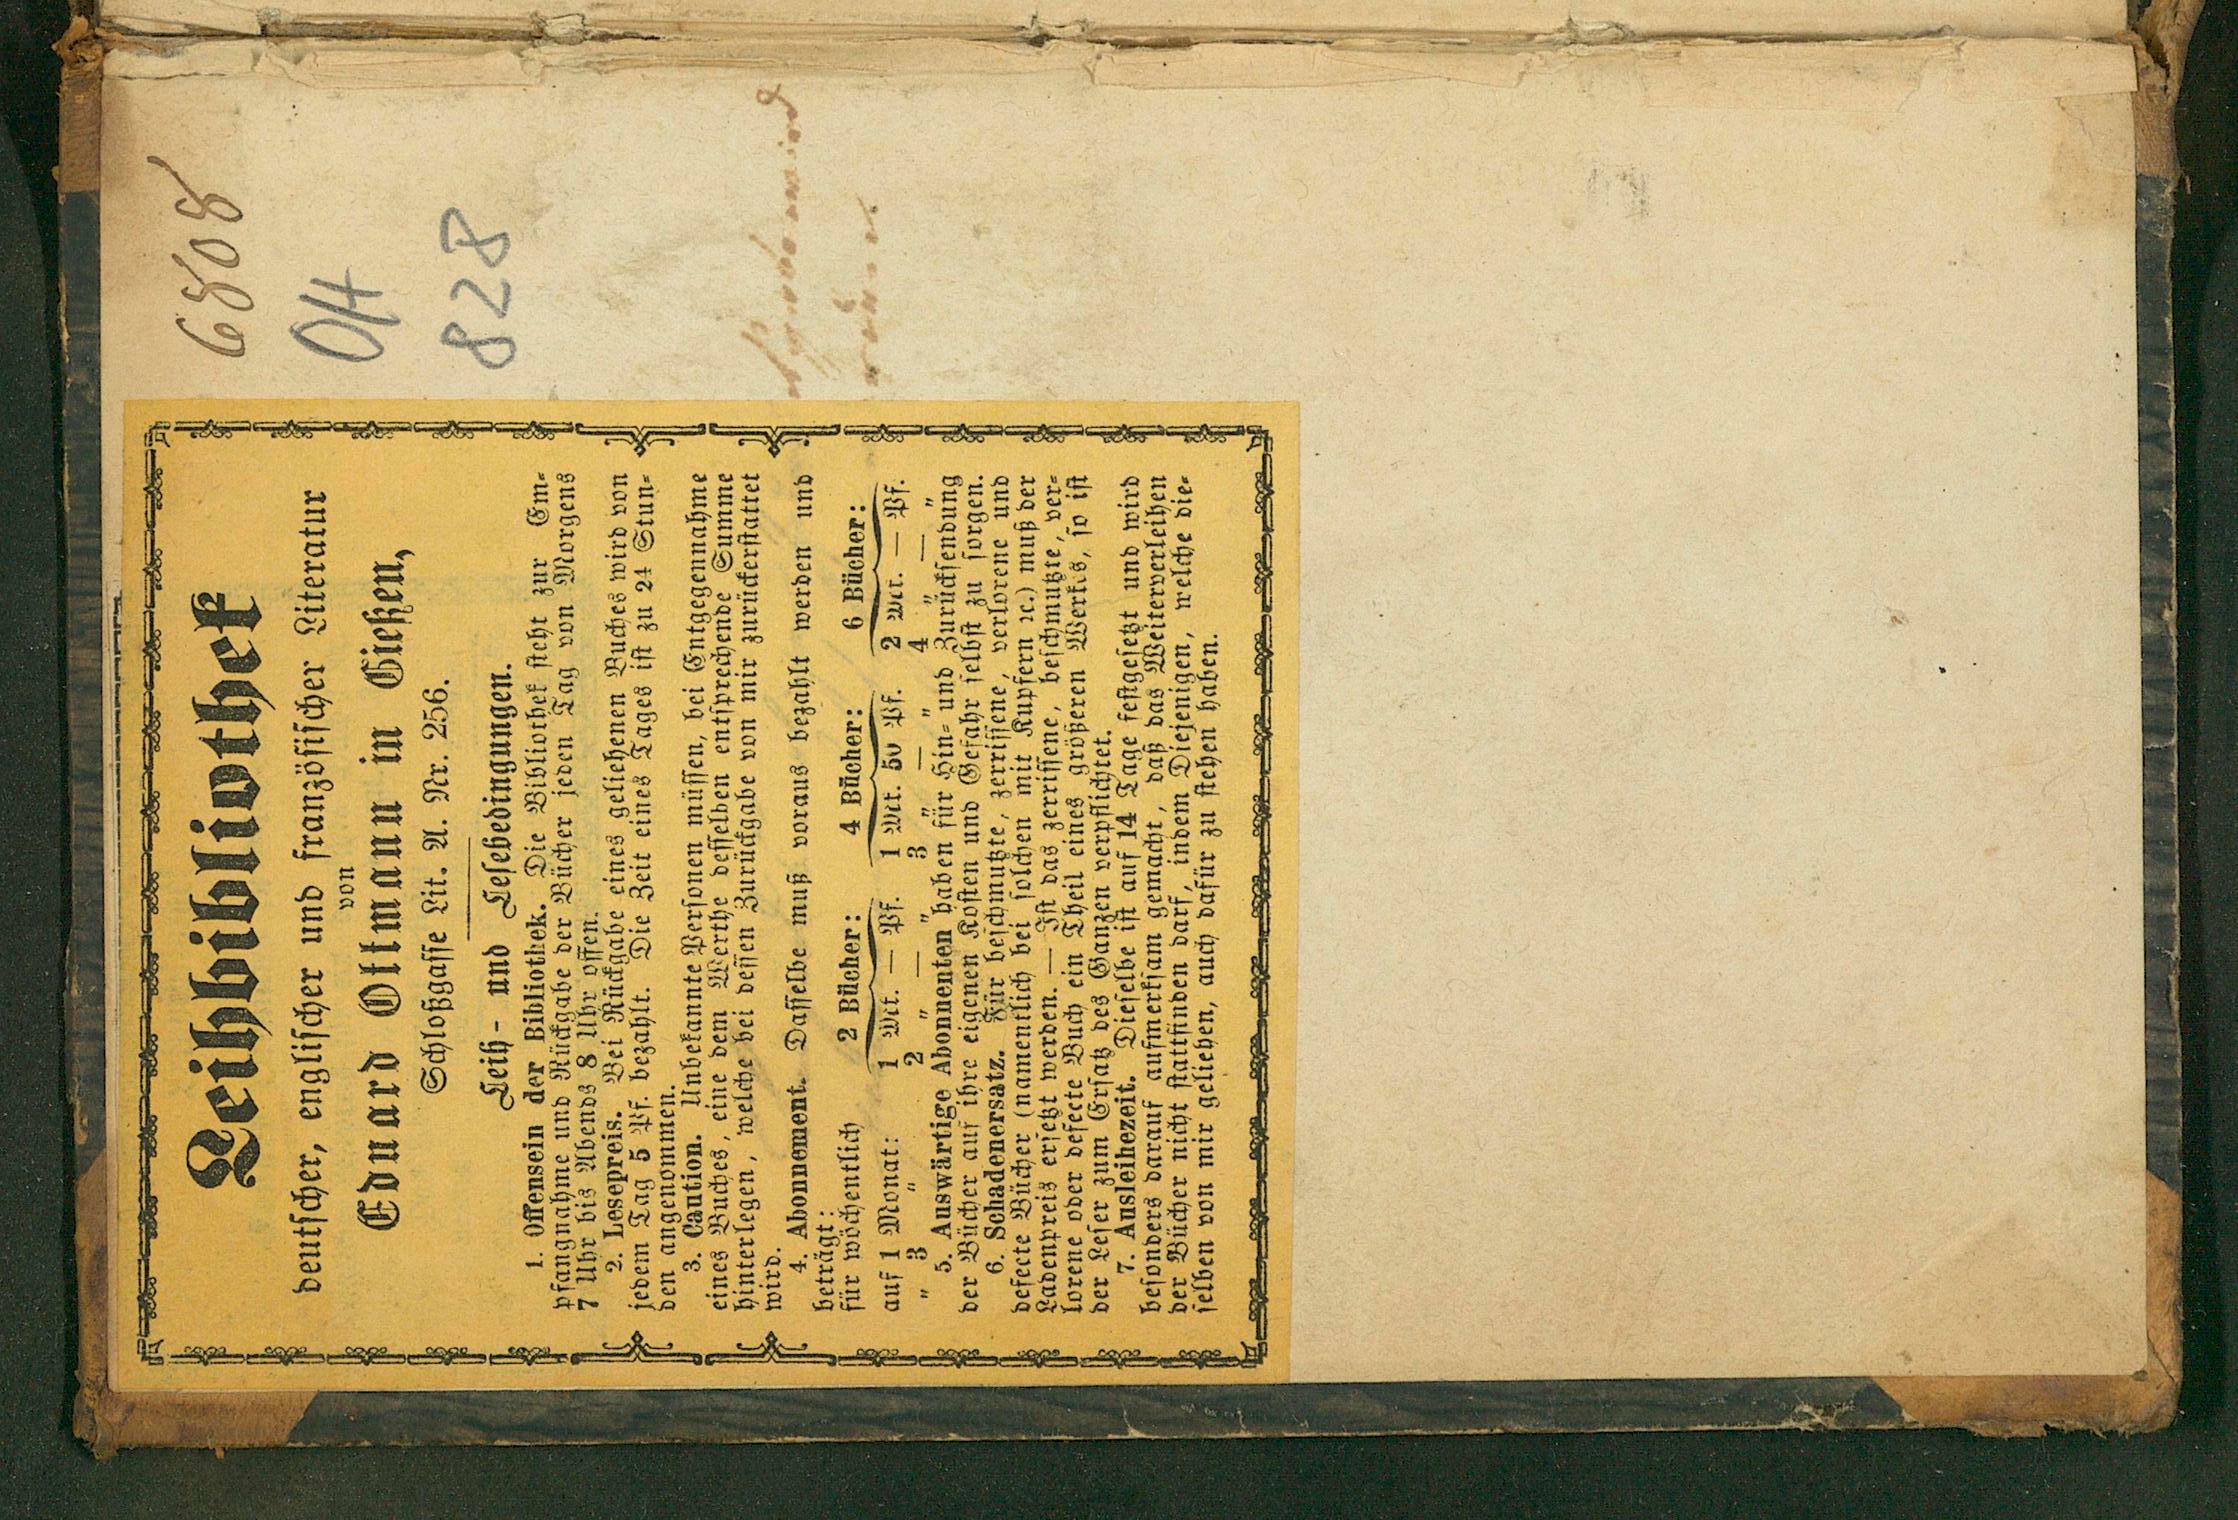 6808
OH
828
Leihbibliothek
deutscher, engliſcher und franzöſiſcher Literatur
von
Eduard Ottmann in Gießen,
Schloßgaſſe Lit. A. Nr. 256.
Leih- und Leſebedingungen.
1. Offensein der Bibliothek. Die Bibliothek ſteht zur Em-
pfangnahme und Rückgabe der Bücher jeden Tag von Morgens
7 Uhr bis Abends 8 Uhr offen.
2. Lesepreis. Bei Rückgabe eines geliehenen Buches wird von
jedem Tag 5 Pf. bezahlt. Die Zeit eines Tages iſt zu 24 Stun-
den angenommen.
3. Caution. Unbekannte Perſonen müſſen, bei Entgegennahme
eines Buches, eine dem Werthe deſſelben entſprechende Summe
hinterlegen, welche bei deſſen Zurückgabe von mir zurückerſtattet
wird.
4. Abonnement. Daſſelbe muß voraus bezahlt werden und
beträgt:
für wöchentlich 2 Bücher: 4 Bücher: 6 Bücher:
auf 1 Monat: 1 Mt. — Pf. 1 Mt. 50 Pf. 2 Mt. — Pf.
„ 3 „ 2 „ — „ 3 „ — „ 4 „ — „
5. Auswärtige Abonnenten haben für Hin- und Zurückſendung
der Bücher auf ihre eigenen Koſten und Gefahr ſelbſt zu ſorgen.
6. Schadenersatz. Für beſchmutzte, zerriſſene, verlorene und
defecte Bücher (namentlich bei ſolchen mit Kupfern ꝛc.) muß der
Ladenpreis erſetzt werden. — Iſt das zerriſſene, beſchmutzte, ver-
lorene oder defecte Buch ein Theil eines größeren Werkes, ſo iſt
der Leſer zum Erſatz des Ganzen verpflichtet.
7. Ausleihezeit. Dieſelbe iſt auf 14 Tage feſtgeſetzt und wird
beſonders darauf aufmerkſam gemacht, daß das Weiterverleihen
der Bücher nicht ſtattfinden darf, indem Diejenigen, welche die-
ſelben von mir geliehen, auch dafür zu ſtehen haben.